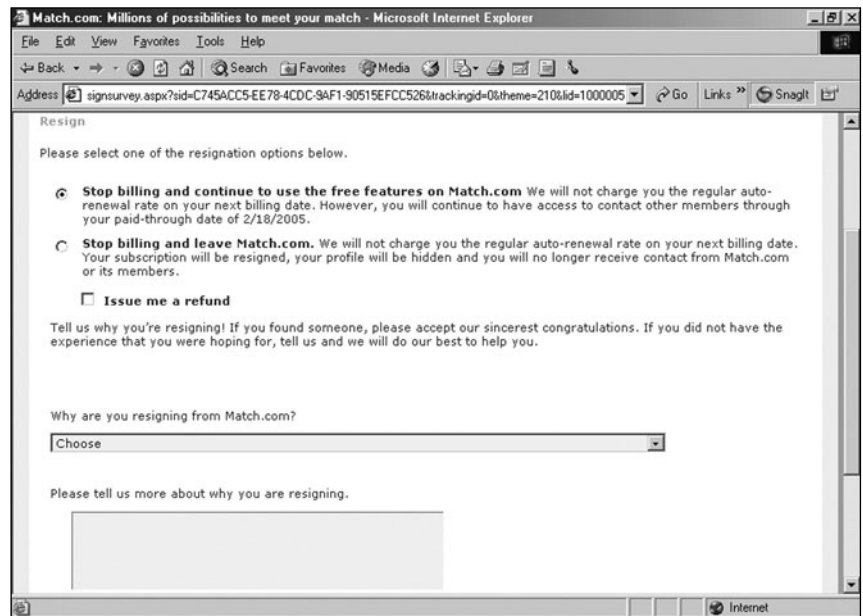 Match.com: Millions of possibilities to meet your match - Microsoft Internet Explorer
File Edit View Favorites Tools Help
Back Search Favorites Media
Address signsurvey.aspx?sid=C745ACC5-EE78-4CDC-9AF1-90515EFCC526&trackingid=0&theme=210&lid=1000005 Go Links » SnagIt
Resign
Please select one of the resignation options below.
Stop billing and continue to use the free features on Match.com We will not charge you the regular auto-
renewal rate on your next billing date. However, you will continue to have access to contact other members through
your paid-through date of 2/18/2005.
Stop billing and leave Match.com. We will not charge you the regular auto-renewal rate on your next billing date.
Your subscription will be resigned, your profile will be hidden and you will no longer receive contact from Match.com
or its members.
Issue me a refund
Tell us why you're resigning! If you found someone, please accept our sincerest congratulations. If you did not have the
experience that you were hoping for, tell us and we will do our best to help you.
Why are you resigning from Match.com?
Choose
Please tell us more about why you are resigning.
Internet